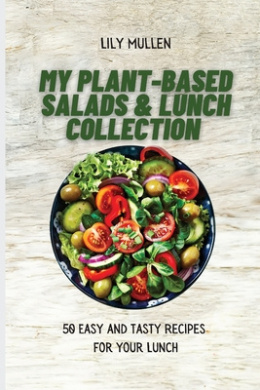 LILY MULLEN
MY PLANT-BASED
SALADS & LUNCH
COLLECTION
50 EASY AND TASTY RECIPES
FOR YOUR LUNCH